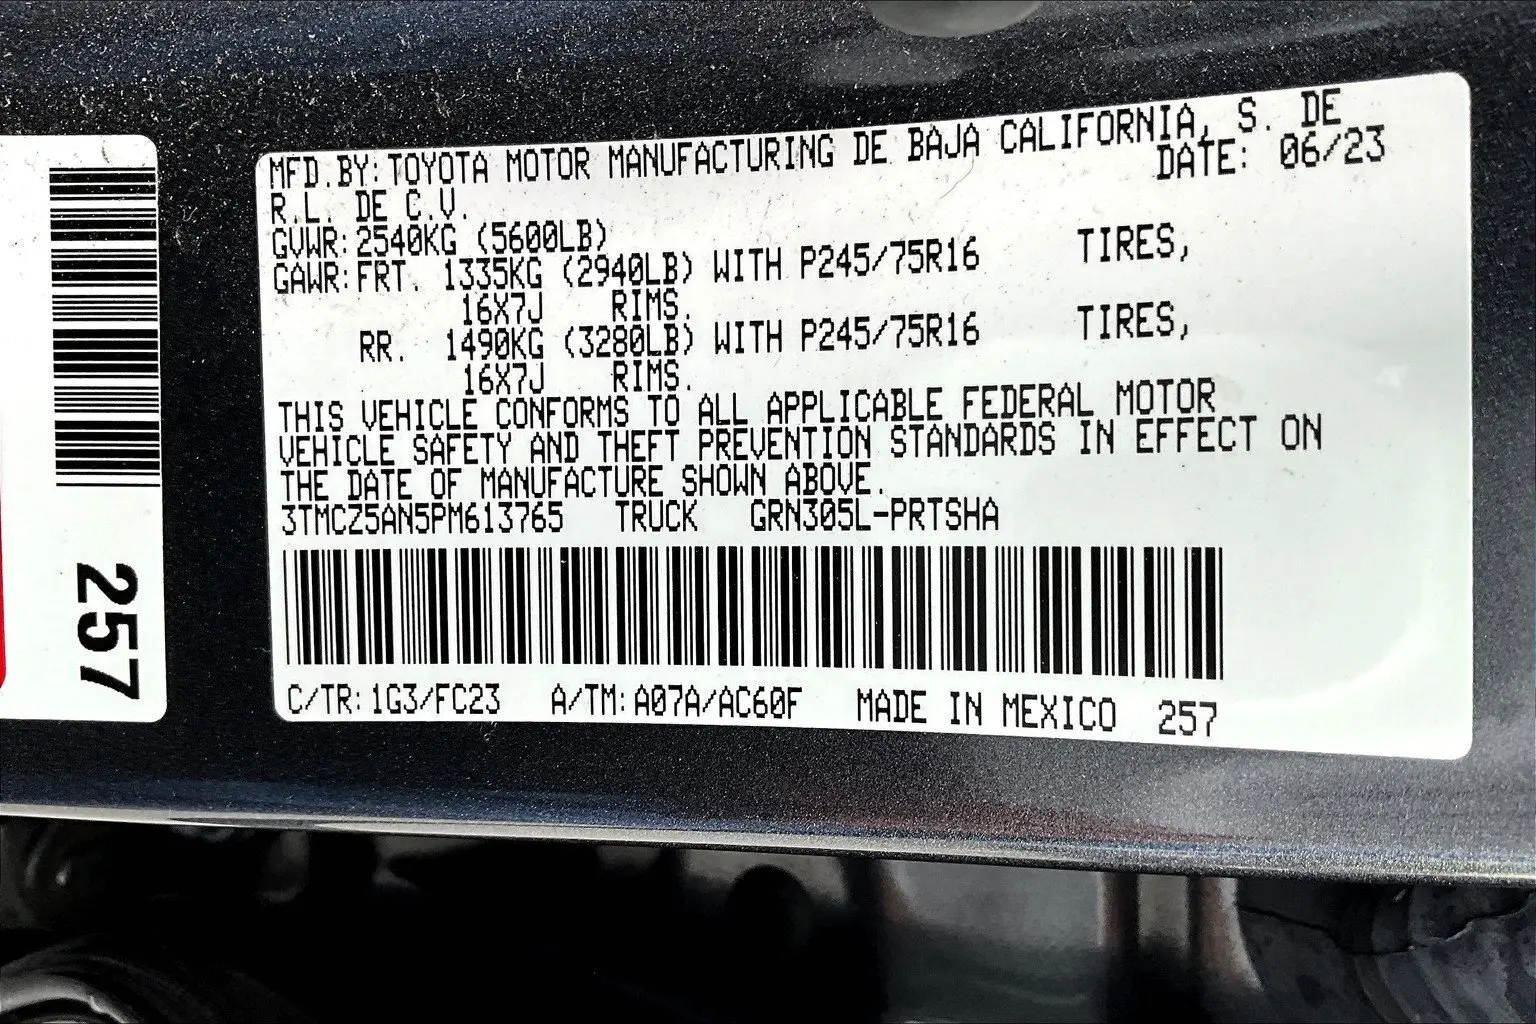 MFD.BY:TOYOTA MOTOR MANUFACTURING DE BAJA CALIFORNIA, S. DE
R.L. DE C.V. DATE: 06/23
GVWR:2540KG (5600LB)
GAWR:FRT. 1335KG (2940LB) WITH P245/75R16 TIRES,
16X7J RIMS.
RR. 1490KG (3280LB) WITH P245/75R16 TIRES,
16X7J RIMS.
THIS VEHICLE CONFORMS TO ALL APPLICABLE FEDERAL MOTOR
VEHICLE SAFETY AND THEFT PREVENTION STANDARDS IN EFFECT ON
THE DATE OF MANUFACTURE SHOWN ABOVE.
3TMCZ5AN5PM613765 TRUCK GRN305L-PRTSHA
C/TR:1G3/FC23 A/TM:A07A/AC60F MADE IN MEXICO 257
257